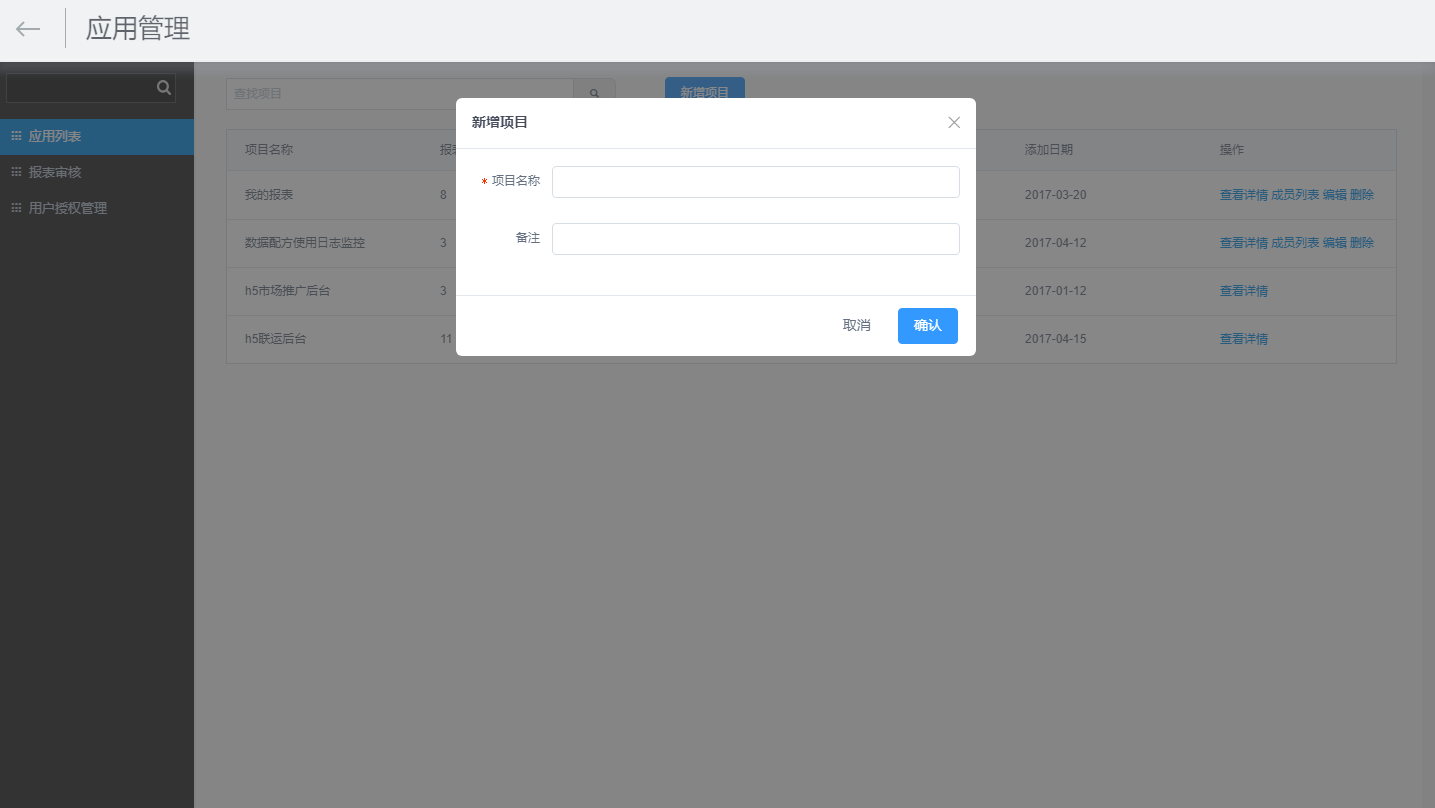 应用管理
查找项目
新增项目
应用列表
报表审核
用户授权管理
新增项目
* 项目名称
备注
取消 确认
项目名称 报表 添加日期 操作
我的报表 8 2017-03-20 查看详情 成员列表 编辑 删除
数据配方使用日志监控 3 2017-04-12 查看详情 成员列表 编辑 删除
h5市场推广后台 3 2017-01-12 查看详情
h5联运后台 11 2017-04-15 查看详情